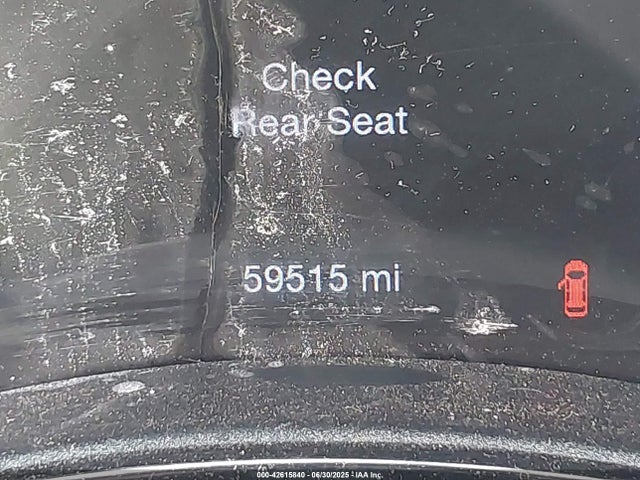 Check
Rear Seat
59515 mi
000-42615840 - 06/30/2025 - IAA Inc.